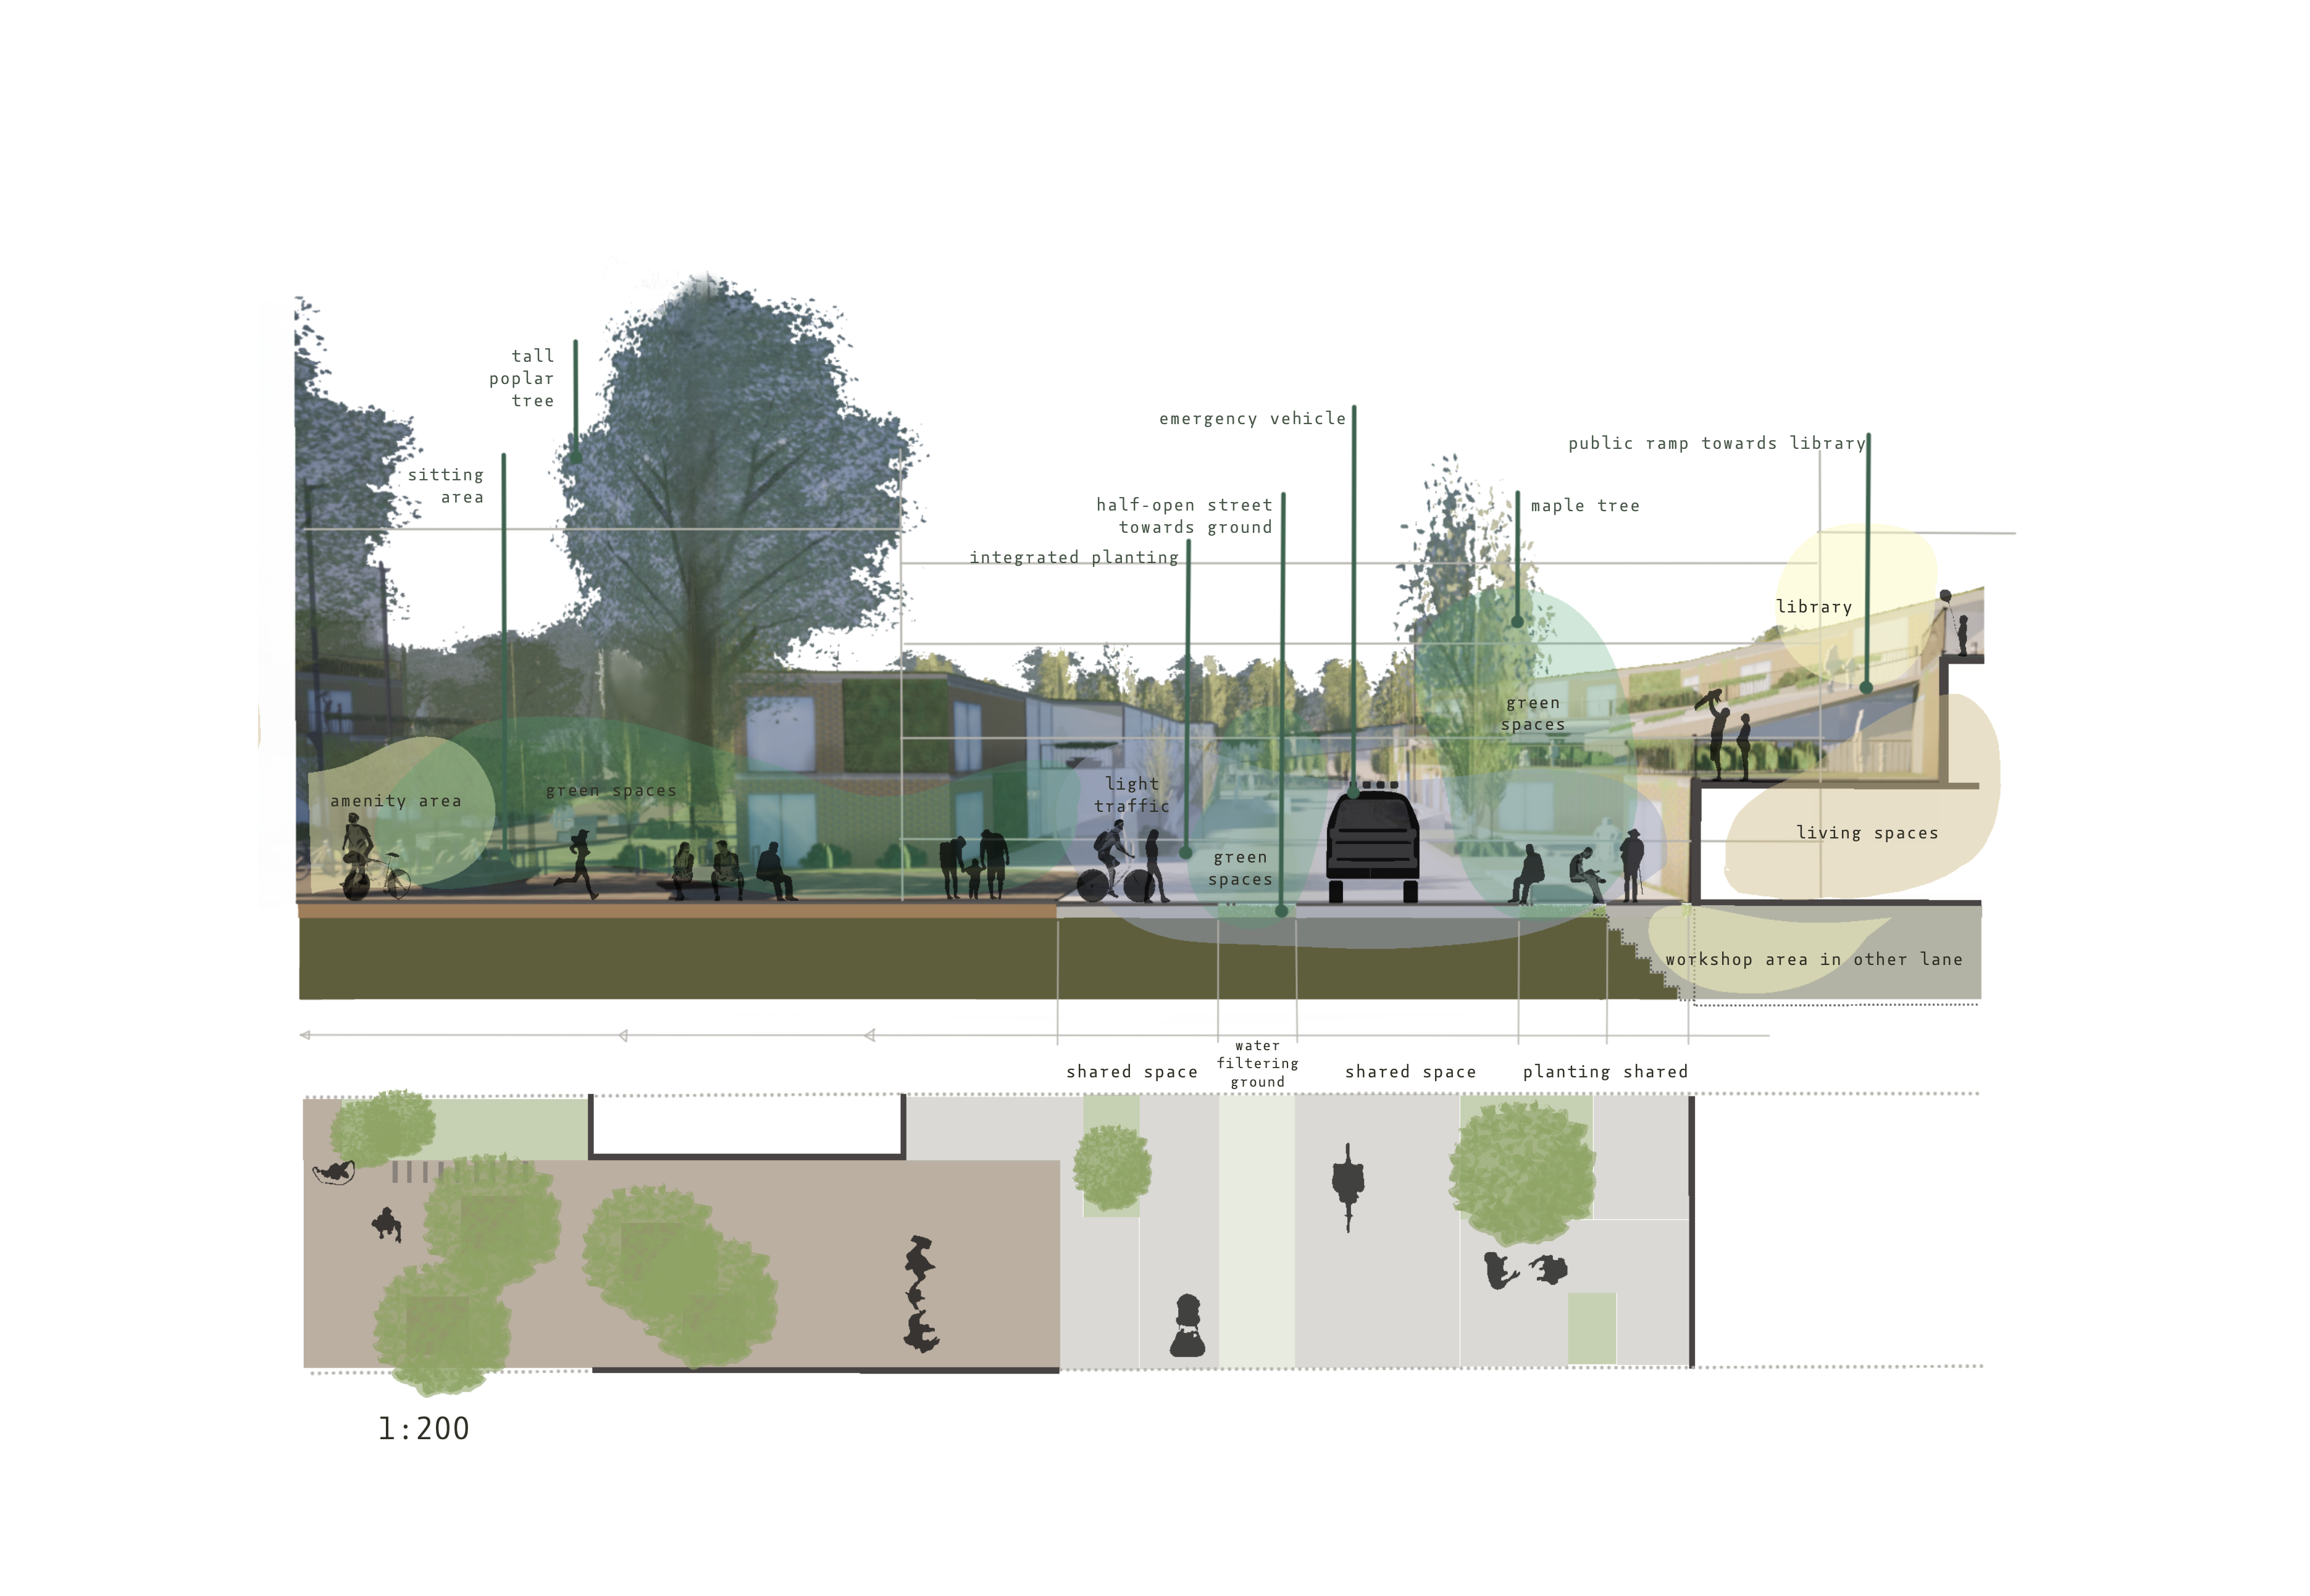 tall
poplar
tree
sitting
area
emergency vehicle
public ramp towards library
half-open street
towards ground
maple tree
integrated planting
library
green
spaces
amenity area
green spaces
light
traffic
green
spaces
living spaces
workshop area in other lane
shared space
water
filtering
ground
shared space
planting shared
1:200